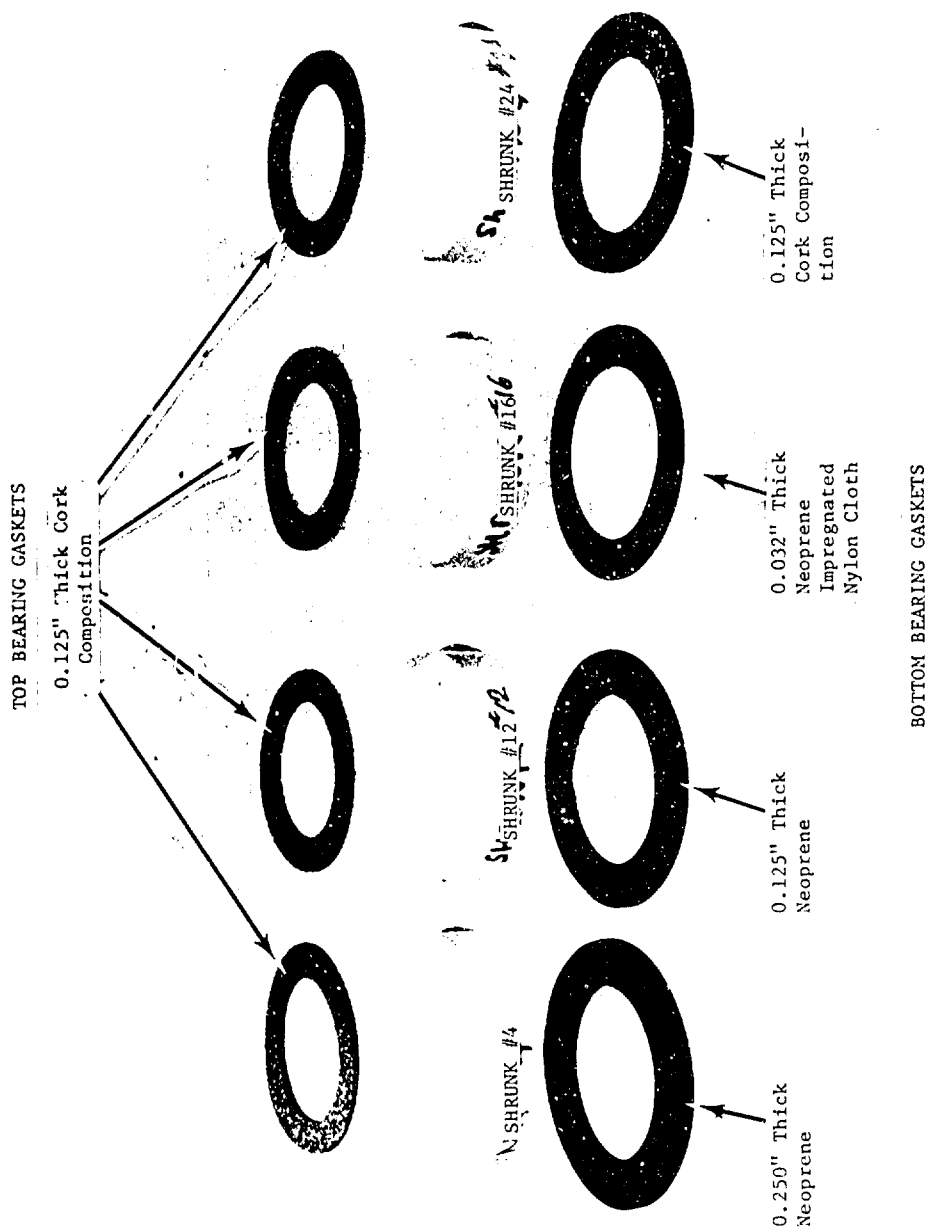 TOP BEARING GASKETS
0.125" Thick Cork
Composition
SHRUNK #4
SHRUNK #12
#12
SHRUNK #16
16
SHRUNK #24
0.250" Thick
Neoprene
0.125" Thick
Neoprene
0.032" Thick
Neoprene
Impregnated
Nylon Cloth
0.125" Thick
Cork Composi-
tion
BOTTOM BEARING GASKETS